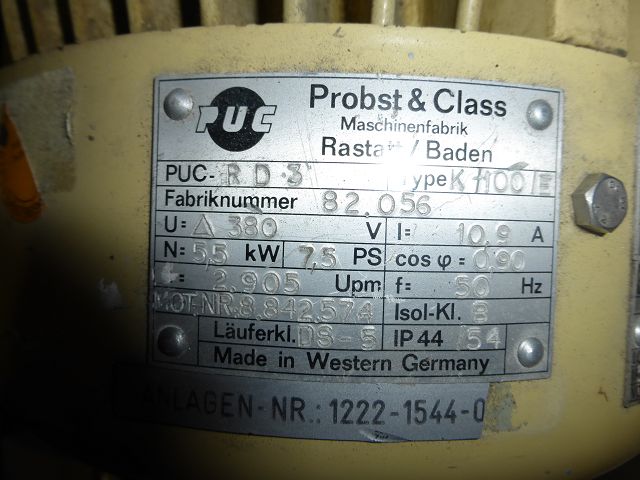 PUC
Probst & Class
Maschinenfabrik
Rastatt / Baden
PUC- R D·3 Type K 100/E
Fabriknummer 82.056
U= △ 380 V I= 10,9 A
N= 5,5 kW 7,5 PS cos φ = 0,90
2.905 Upm f= 50 Hz
MOT.NR.8.842.574 Isol-Kl. B
Läuferkl. DS-5 IP 44 /54
Made in Western Germany
ANLAGEN-NR.: 1222-1544-0